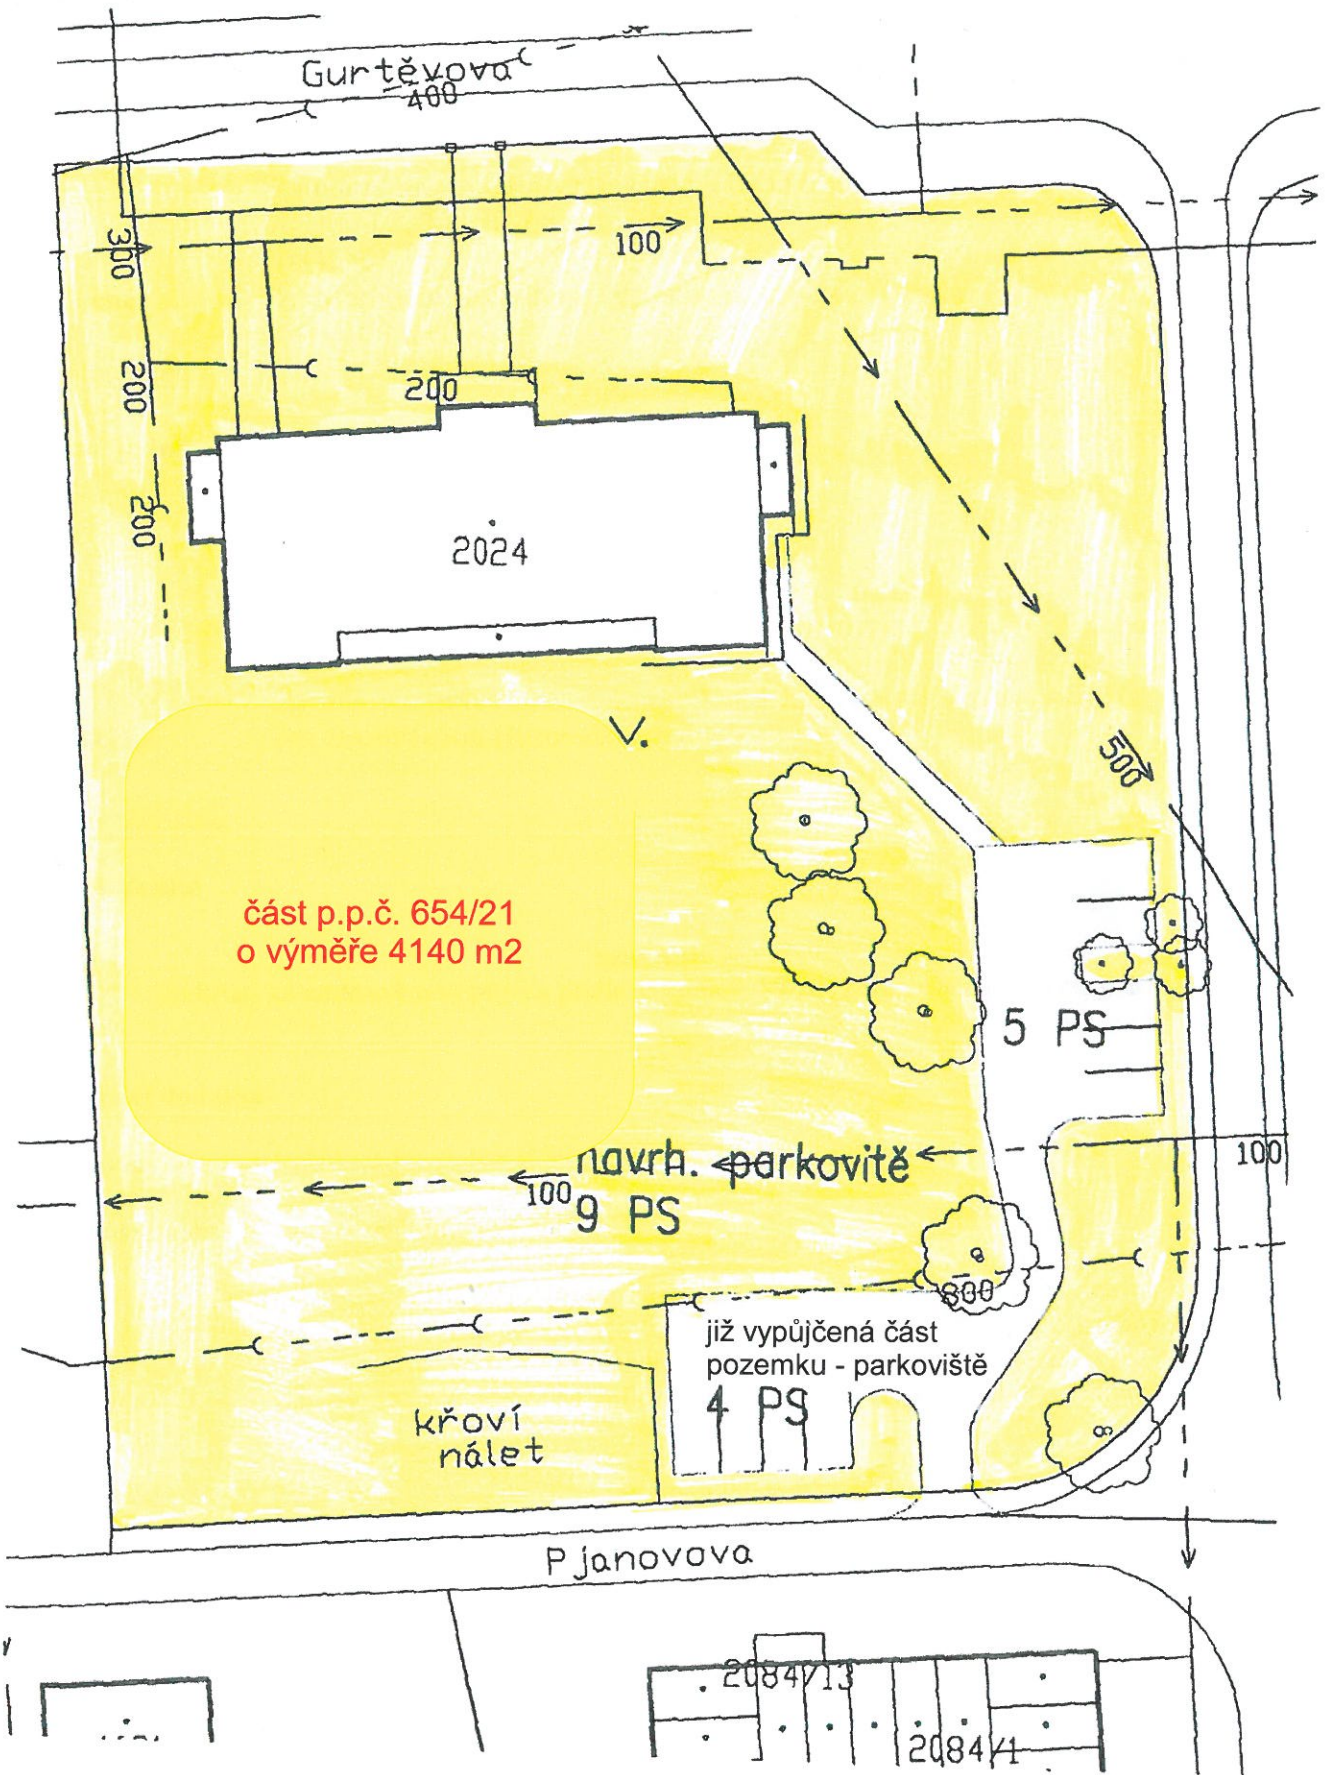 Gurtěvova
400
300
100
200
200
200
2024
V.
500
část p.p.č. 654/21
o výměře 4140 m2
5 PS
navrh. parkovitě
100
100
9 PS
800
již vypůjčená část
pozemku - parkoviště
4 PS
křoví
nálet
Pjanovova
2084/13
2084/1